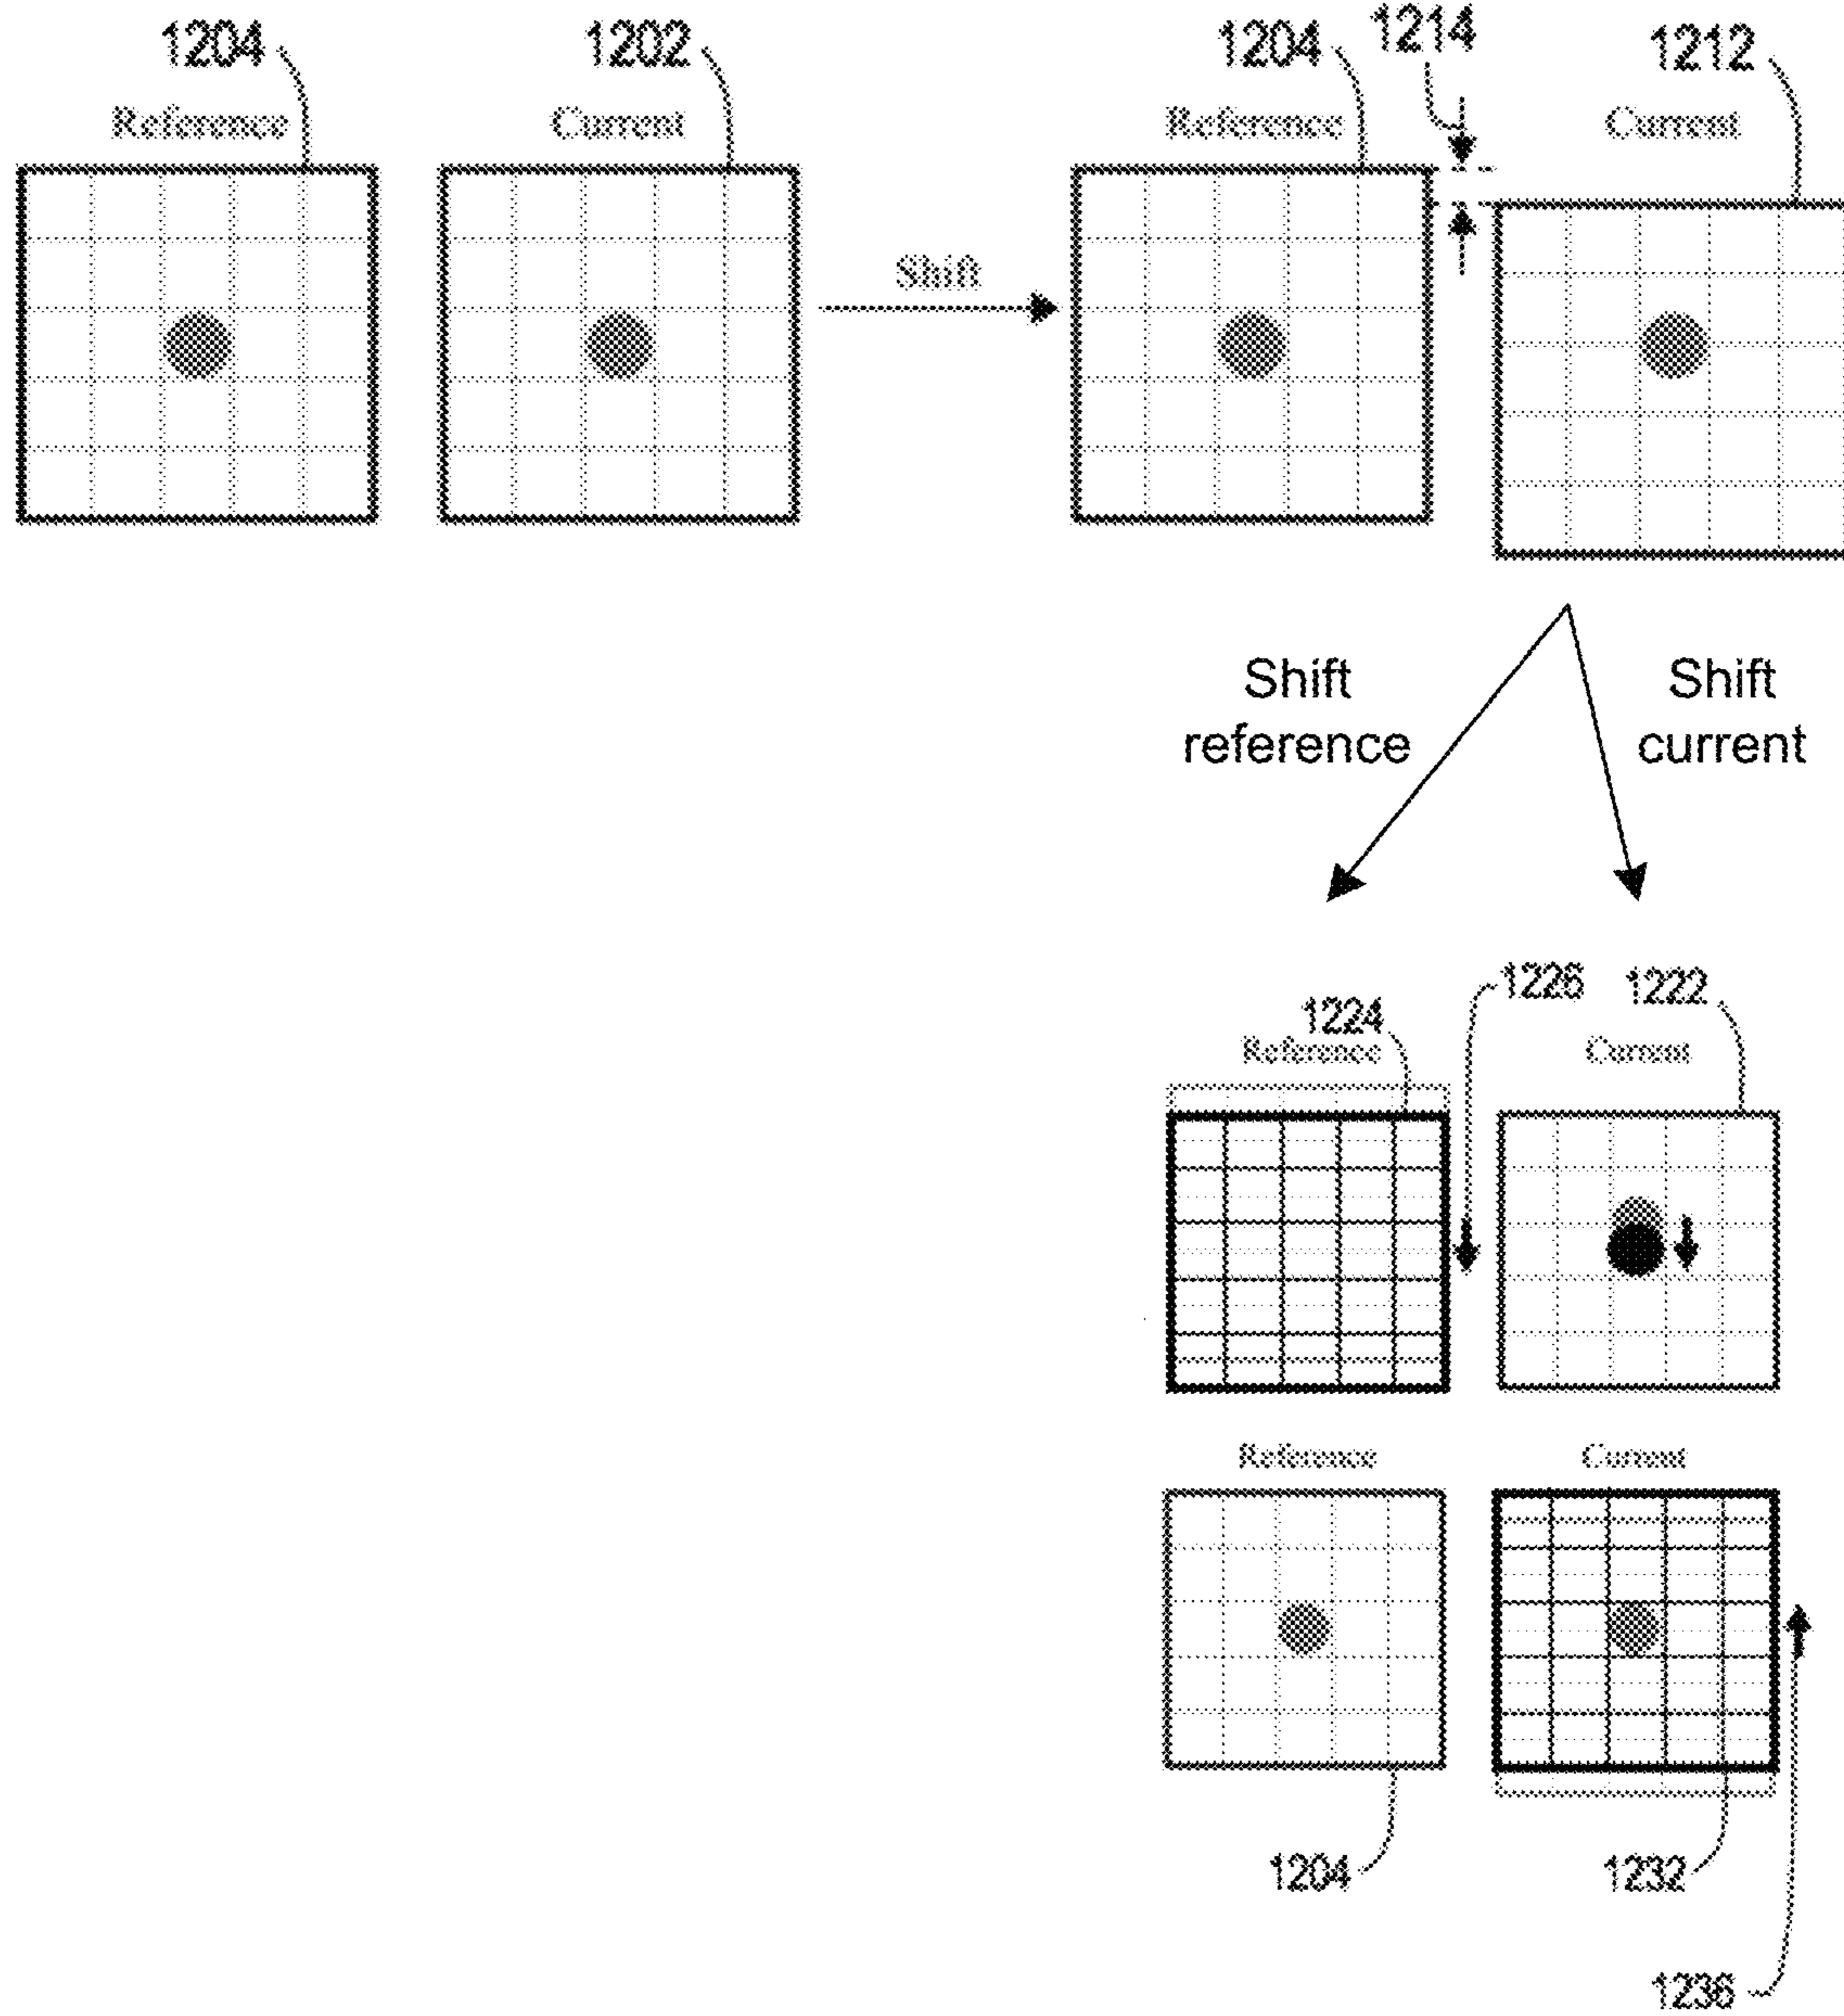 1204
1202
1204
1214
1212
Reference
Current
Reference
Current
Shift
Shift
reference
Shift
current
1226
1222
1224
Reference
Current
Reference
Current
1204
1232
1236